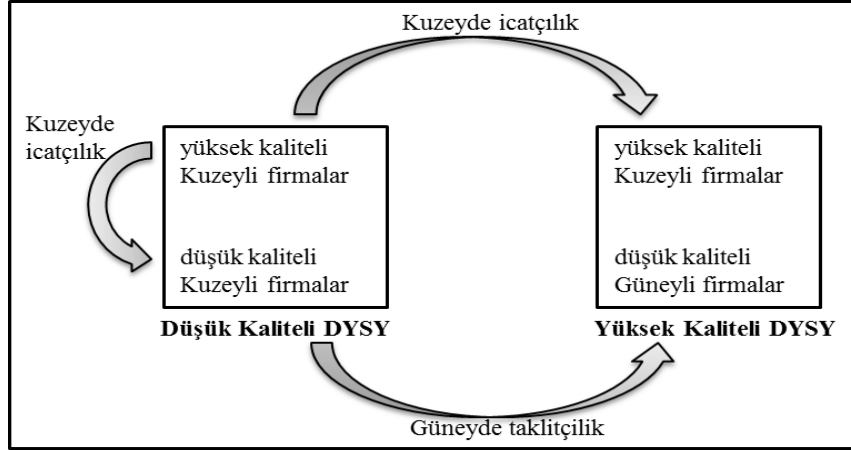 Kuzeyde icatçılık
Kuzeyde
icatçılık
yüksek kaliteli
Kuzeyli firmalar
düşük kaliteli
Kuzeyli firmalar
Düşük Kaliteli DYSY
yüksek kaliteli
Kuzeyli firmalar
düşük kaliteli
Güneyli firmalar
Yüksek Kaliteli DYSY
Güneyde taklitçilik